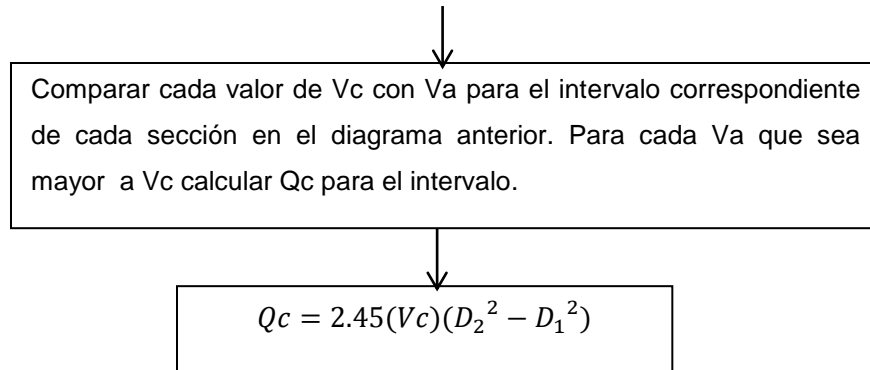 Comparar cada valor de Vc con Va para el intervalo correspondiente
de cada sección en el diagrama anterior. Para cada Va que sea
mayor a Vc calcular Qc para el intervalo.
𝑄𝑐 = 2.45(𝑉𝑐)(𝐷₂² − 𝐷₁²)